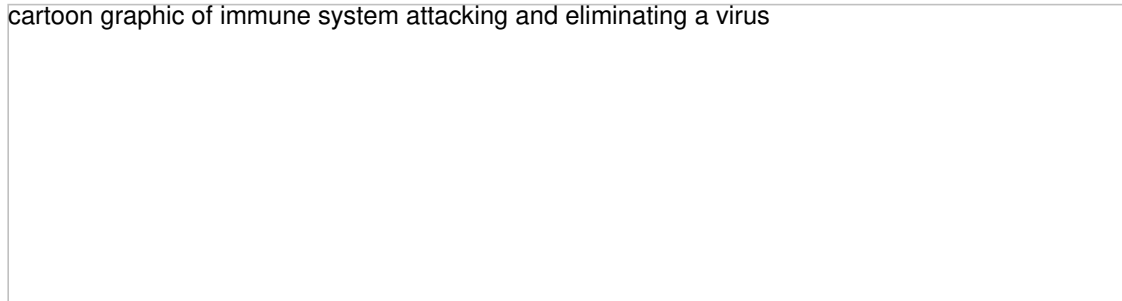 cartoon graphic of immune system attacking and eliminating a virus